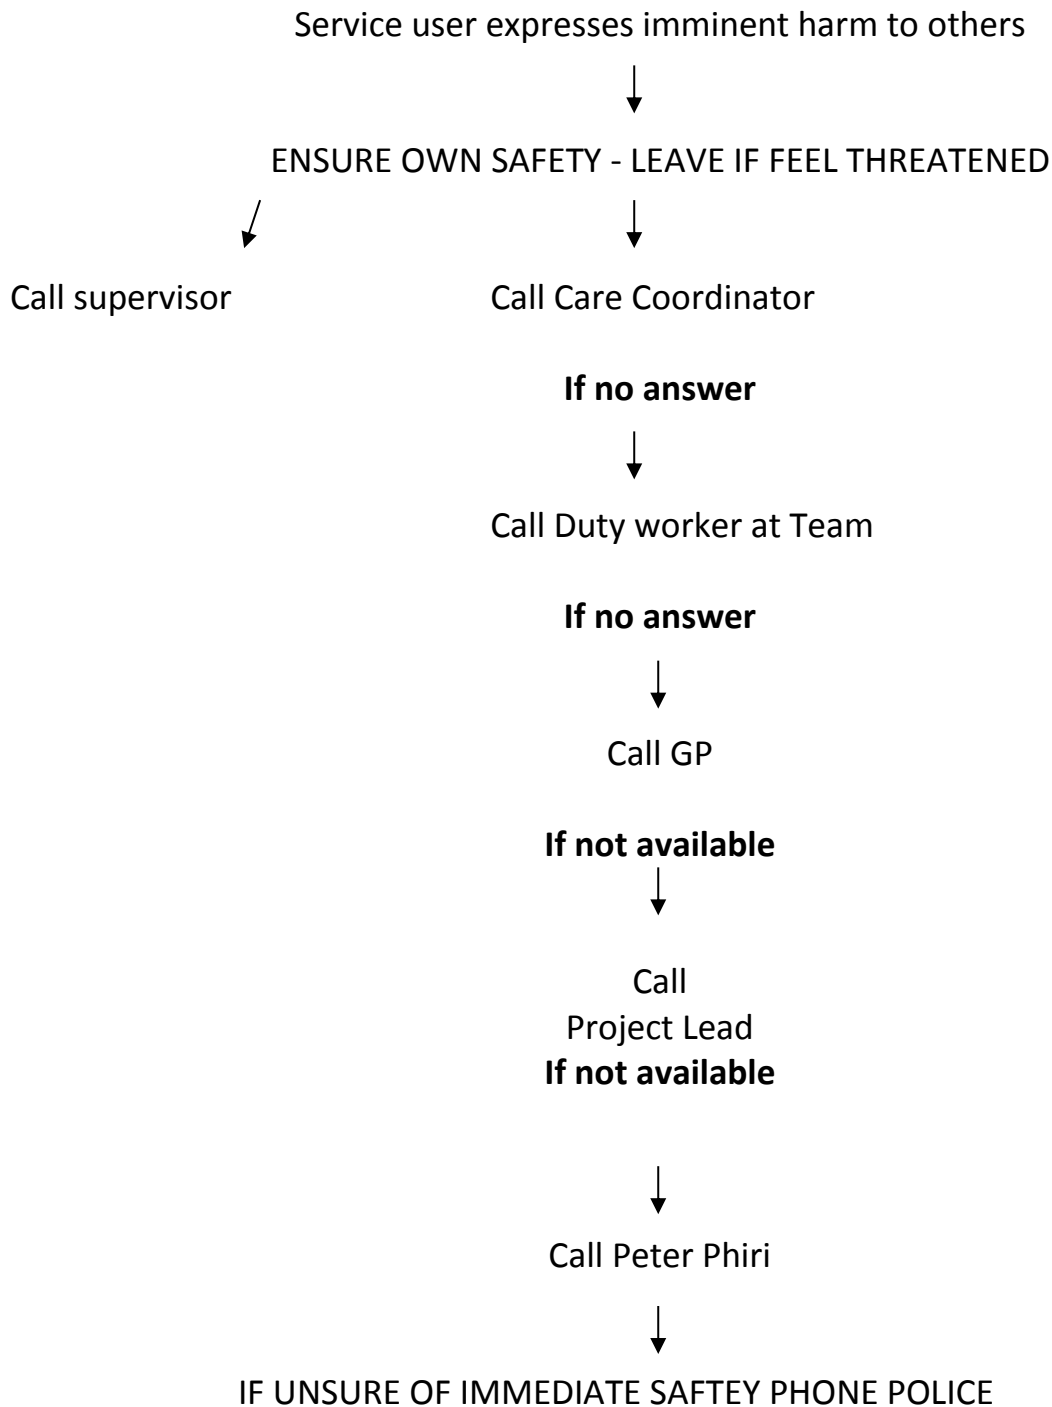 Service user expresses imminent harm to others
ENSURE OWN SAFETY - LEAVE IF FEEL THREATENED
Call supervisor
Call Care Coordinator
If no answer
Call Duty worker at Team
If no answer
Call GP
If not available
Call
Project Lead
If not available
Call Peter Phiri
IF UNSURE OF IMMEDIATE SAFTEY PHONE POLICE